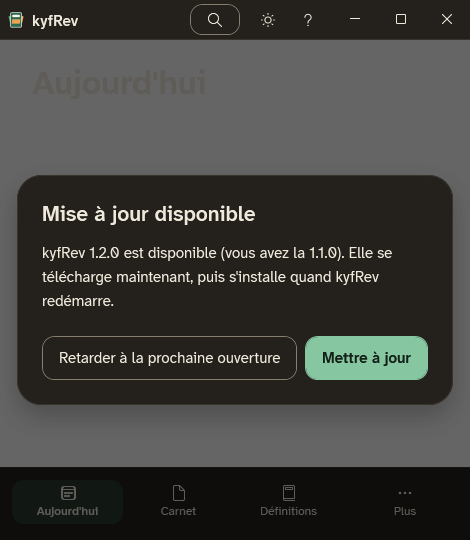 kyfRev
Aujourd'hui
Mise à jour disponible
kyfRev 1.2.0 est disponible (vous avez la 1.1.0). Elle se
télécharge maintenant, puis s'installe quand kyfRev
redémarre.
Retarder à la prochaine ouverture
Mettre à jour
Aujourd'hui
Carnet
Définitions
Plus